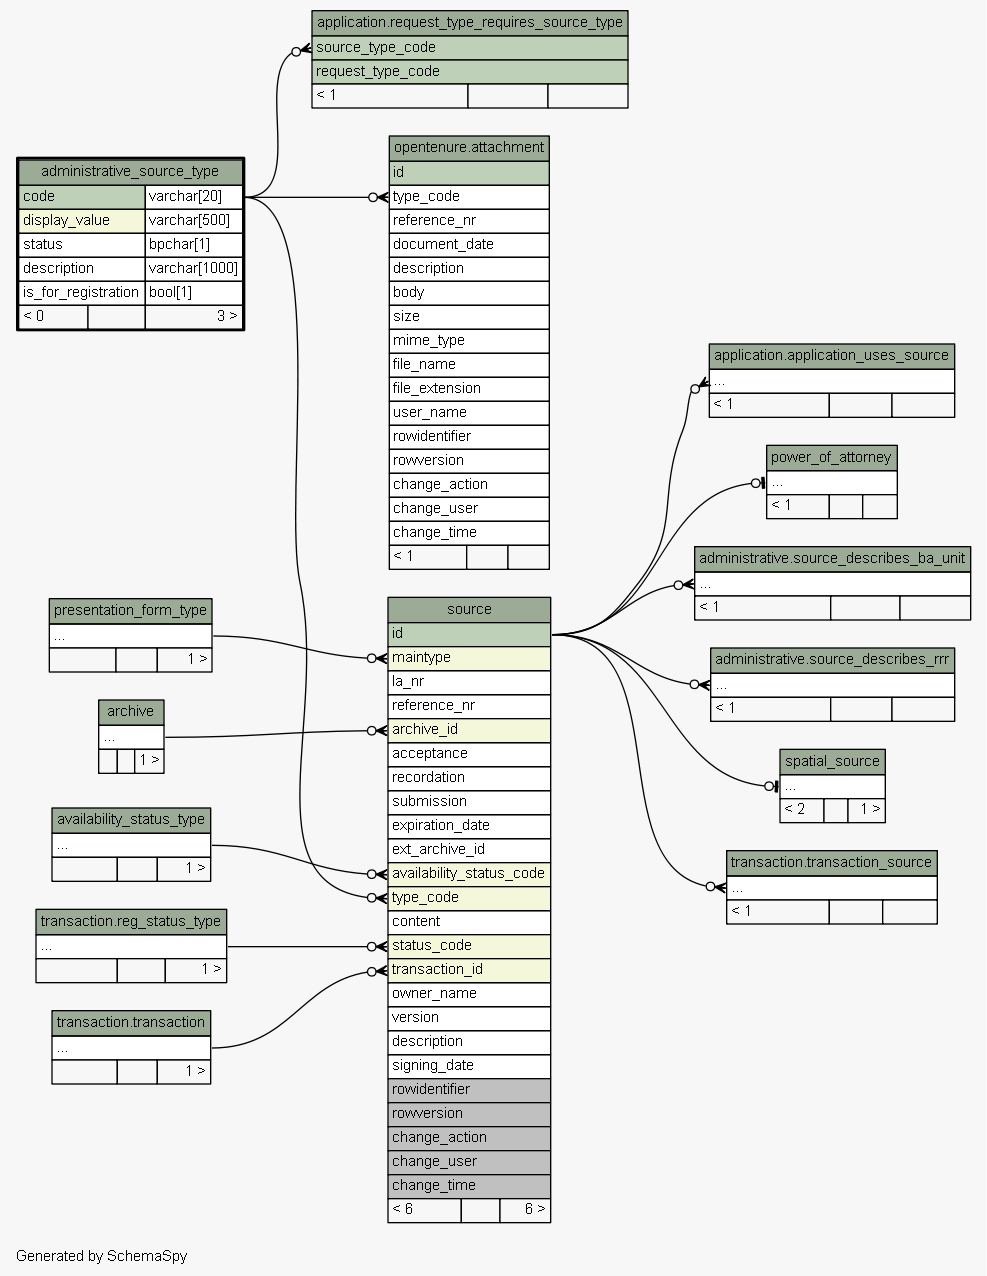 application.request_type_requires_source_type
source_type_code
request_type_code
< 1
administrative_source_type
code varchar[20]
display_value varchar[500]
status bpchar[1]
description varchar[1000]
is_for_registration bool[1]
< 0 3 >
opentenure.attachment
id
type_code
reference_nr
document_date
description
body
size
mime_type
file_name
file_extension
user_name
rowidentifier
rowversion
change_action
change_user
change_time
< 1
application.application_uses_source
...
< 1
power_of_attorney
...
< 1
administrative.source_describes_ba_unit
...
< 1
presentation_form_type
...
1 >
archive
...
1 >
availability_status_type
...
1 >
transaction.reg_status_type
...
1 >
transaction.transaction
...
1 >
source
id
maintype
la_nr
reference_nr
archive_id
acceptance
recordation
submission
expiration_date
ext_archive_id
availability_status_code
type_code
content
status_code
transaction_id
owner_name
version
description
signing_date
rowidentifier
rowversion
change_action
change_user
change_time
< 6 6 >
administrative.source_describes_rrr
...
< 1
spatial_source
...
< 2 1 >
transaction.transaction_source
...
< 1
Generated by SchemaSpy